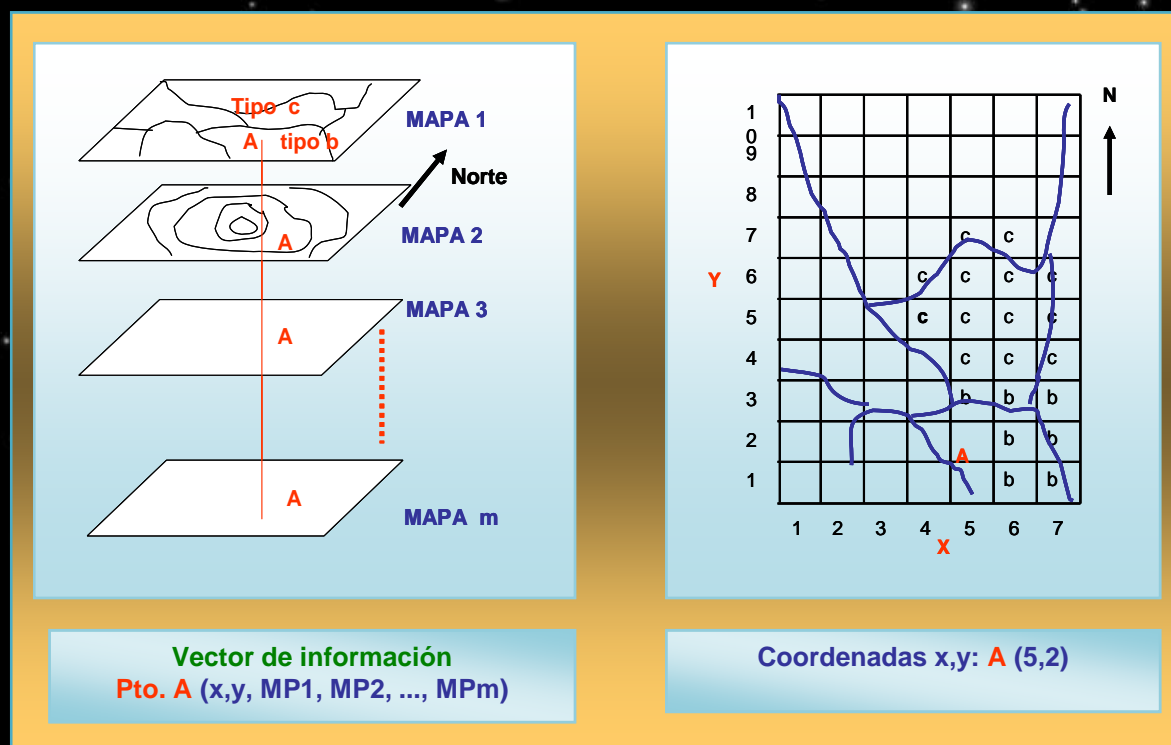 Tipo c
MAPA 1
A tipo b
Norte
MAPA 2
A
MAPA 3
A
A
MAPA m
Vector de información
Pto. A (x,y, MP1, MP2, ..., MPm)
N
1
0
9
8
7 c c
Y 6 c c c c
5 c c c c
4 c c c
3 b b b
2 A b b
1 b b
1 2 3 4 5 6 7
X
Coordenadas x,y: A (5,2)